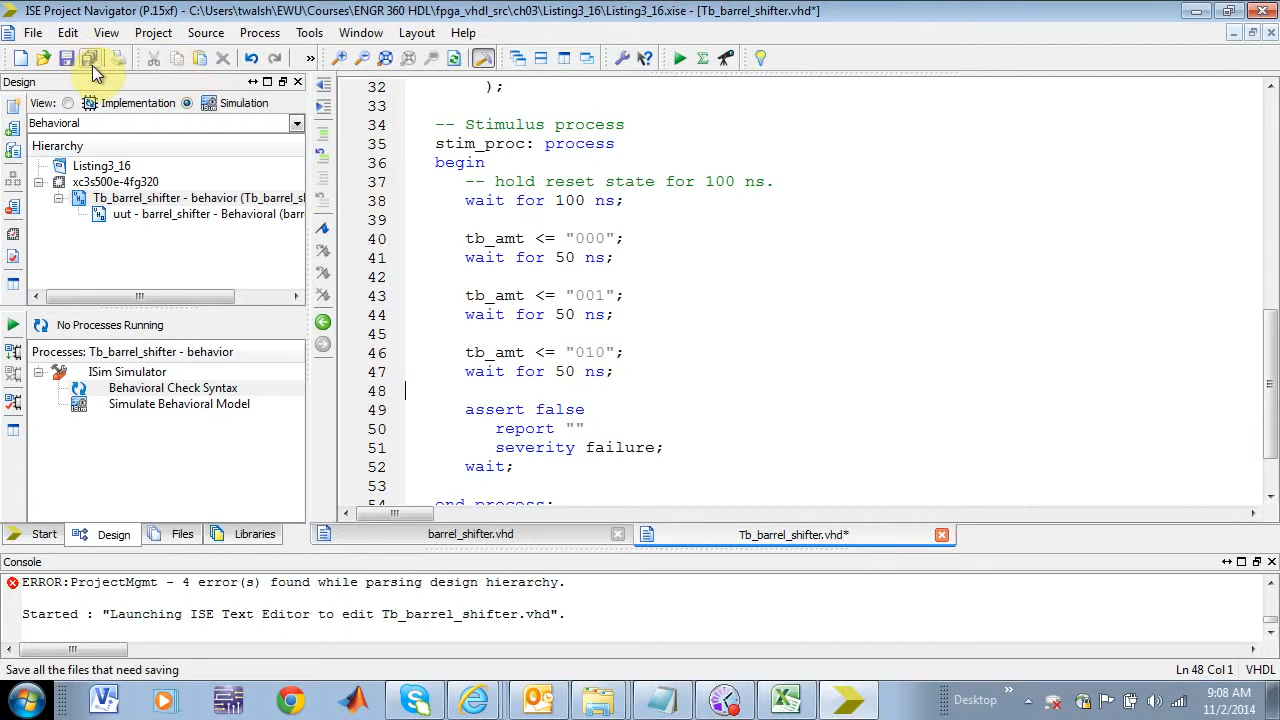 ISE Project Navigator (P.15xf) - C:\Users\twalsh\EWU\Courses\ENGR 360 HDL\pga_vhdl_src\ch03\Listing3_16\Listing3_16.xise - [Tb_barrel_shifter.vhd*]
File Edit View Project Source Process Tools Window Layout Help
Design
View: Implementation Simulation
Behavioral
Hierarchy
Listing3_16
xc3s500e-4fg320
Tb_barrel_shifter - behavior (Tb_barrel_sl
uut - barrel_shifter - Behavioral (barr
No Processes Running
Processes: Tb_barrel_shifter - behavior
ISim Simulator
Behavioral Check Syntax
Simulate Behavioral Model
Start Design Files Libraries
32 );
33
34 -- Stimulus process
35 stim_proc: process
36 begin
37 -- hold reset state for 100 ns.
38 wait for 100 ns;
39
40 tb_amt <= "000";
41 wait for 50 ns;
42
43 tb_amt <= "001";
44 wait for 50 ns;
45
46 tb_amt <= "010";
47 wait for 50 ns;
48
49 assert false
50 report ""
51 severity failure;
52 wait;
53
54 end process;
barrel_shifter.vhd Tb_barrel_shifter.vhd*
Console
ERROR:ProjectMgmt - 4 error(s) found while parsing design hierarchy.
Started : "Launching ISE Text Editor to edit Tb_barrel_shifter.vhd".
Save all the files that need saving
Ln 48 Col 1 VHDL
Desktop
9:08 AM
11/2/2014